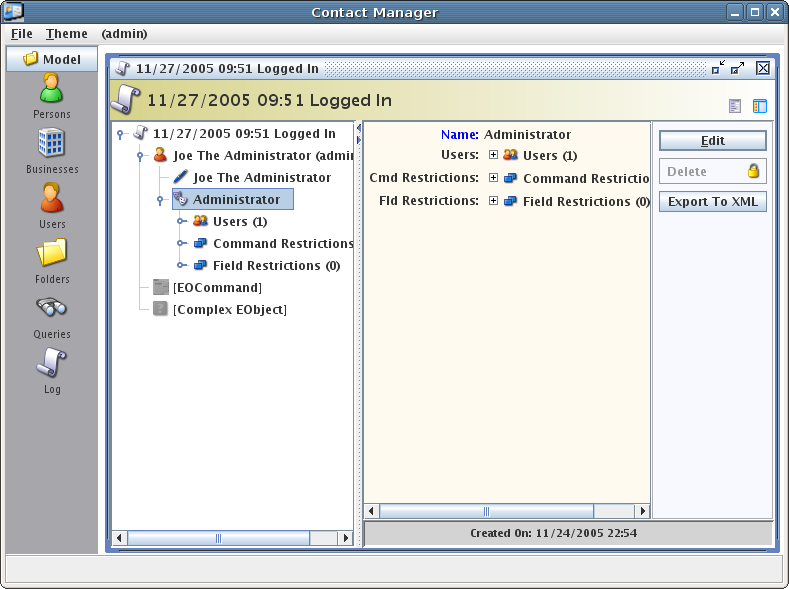 Contact Manager
File Theme (admin)
Model
Persons
Businesses
Users
Folders
Queries
Log
11/27/2005 09:51 Logged In
11/27/2005 09:51 Logged In
11/27/2005 09:51 Logged In
Joe The Administrator (admin
Joe The Administrator
Administrator
Users (1)
Command Restrictions
Field Restrictions (0)
[EOCommand]
[Complex EObject]
Name: Administrator
Users: Users (1)
Cmd Restrictions: Command Restrictio
Fld Restrictions: Field Restrictions (0)
Edit
Delete
Export To XML
Created On: 11/24/2005 22:54